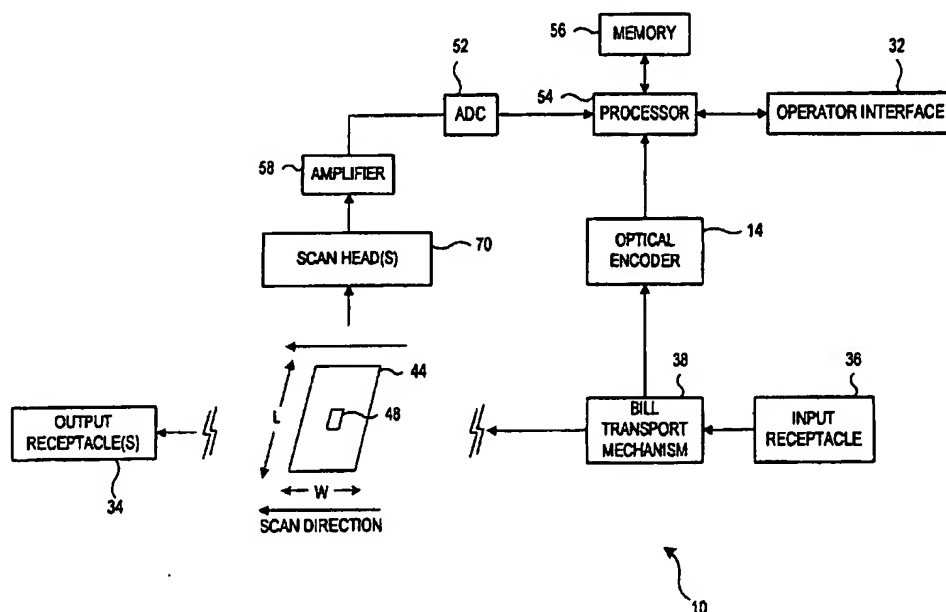 56
MEMORY
52
ADC
54
PROCESSOR
32
OPERATOR INTERFACE
58
AMPLIFIER
SCAN HEAD(S)
70
OPTICAL
ENCODER
14
44
48
L
W
SCAN DIRECTION
OUTPUT
RECEPTACLE(S)
34
38
BILL
TRANSPORT
MECHANISM
36
INPUT
RECEPTACLE
10